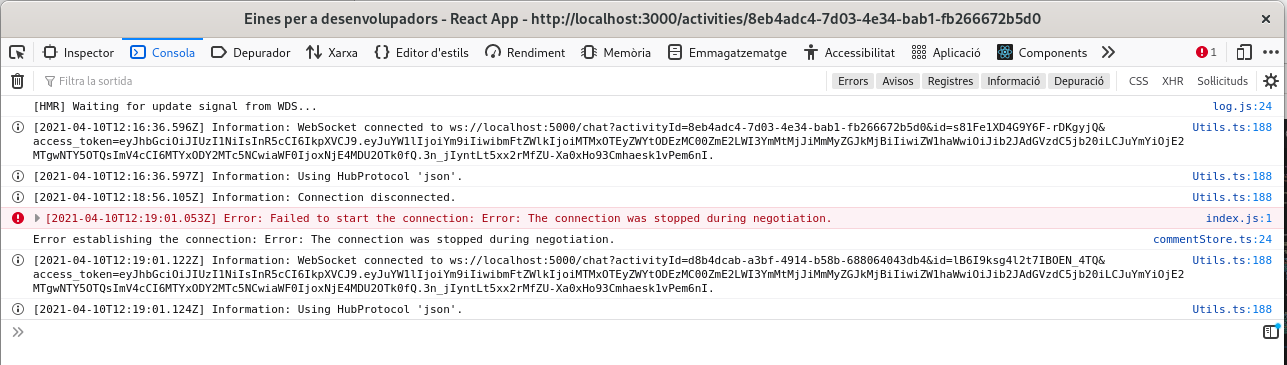 Eines per a desenvolupadors - React App - http://localhost:3000/activities/8eb4adc4-7d03-4e34-bab1-fb266672b5d0
Inspector Consola Depurador Xarxa Editor d'estils Rendiment Memòria Emmagatzematge Accessibilitat Aplicació Components 1
Filtra la sortida Errors Avisos Registres Informació Depuració CSS XHR Sol·licituds
[HMR] Waiting for update signal from WDS... log.js:24
[2021-04-10T12:16:36.596Z] Information: WebSocket connected to ws://localhost:5000/chat?activityId=8eb4adc4-7d03-4e34-bab1-fb266672b5d0&id=s81Fe1XD4G9Y6F-rDKgyjQ& Utils.ts:188
access_token=eyJhbGciOiJIUzI1NiIsInR5cCI6IkpXVCJ9.eyJuYW1lIjoiYm9iIiwibmFtZWlkIjoiMTMxOTEyZWYtODEzMC00ZmE2LWI3YmMtMjJiMmMyZGJkMjBiIiwiZW1haWwiOiJib2JAdGVzdC5jb20iLCJuYmYiOjE2
MTgwNTY5OTQsImV4cCI6MTYxODY2MTc5NCwiaWF0IjoxNjE4MDU2OTk0fQ.3n_jIyntLt5xx2rMfZU-Xa0xHo93Cmhaesk1vPem6nI.
[2021-04-10T12:16:36.597Z] Information: Using HubProtocol 'json'. Utils.ts:188
[2021-04-10T12:18:56.105Z] Information: Connection disconnected. Utils.ts:188
[2021-04-10T12:19:01.053Z] Error: Failed to start the connection: Error: The connection was stopped during negotiation. index.js:1
Error establishing the connection: Error: The connection was stopped during negotiation. commentStore.ts:24
[2021-04-10T12:19:01.122Z] Information: WebSocket connected to ws://localhost:5000/chat?activityId=d8b4dcab-a3bf-4914-b58b-688064043db4&id=lB6I9ksg4l2t7IBOEN_4TQ& Utils.ts:188
access_token=eyJhbGciOiJIUzI1NiIsInR5cCI6IkpXVCJ9.eyJuYW1lIjoiYm9iIiwibmFtZWlkIjoiMTMxOTEyZWYtODEzMC00ZmE2LWI3YmMtMjJiMmMyZGJkMjBiIiwiZW1haWwiOiJib2JAdGVzdC5jb20iLCJuYmYiOjE2
MTgwNTY5OTQsImV4cCI6MTYxODY2MTc5NCwiaWF0IjoxNjE4MDU2OTk0fQ.3n_jIyntLt5xx2rMfZU-Xa0xHo93Cmhaesk1vPem6nI.
[2021-04-10T12:19:01.124Z] Information: Using HubProtocol 'json'. Utils.ts:188